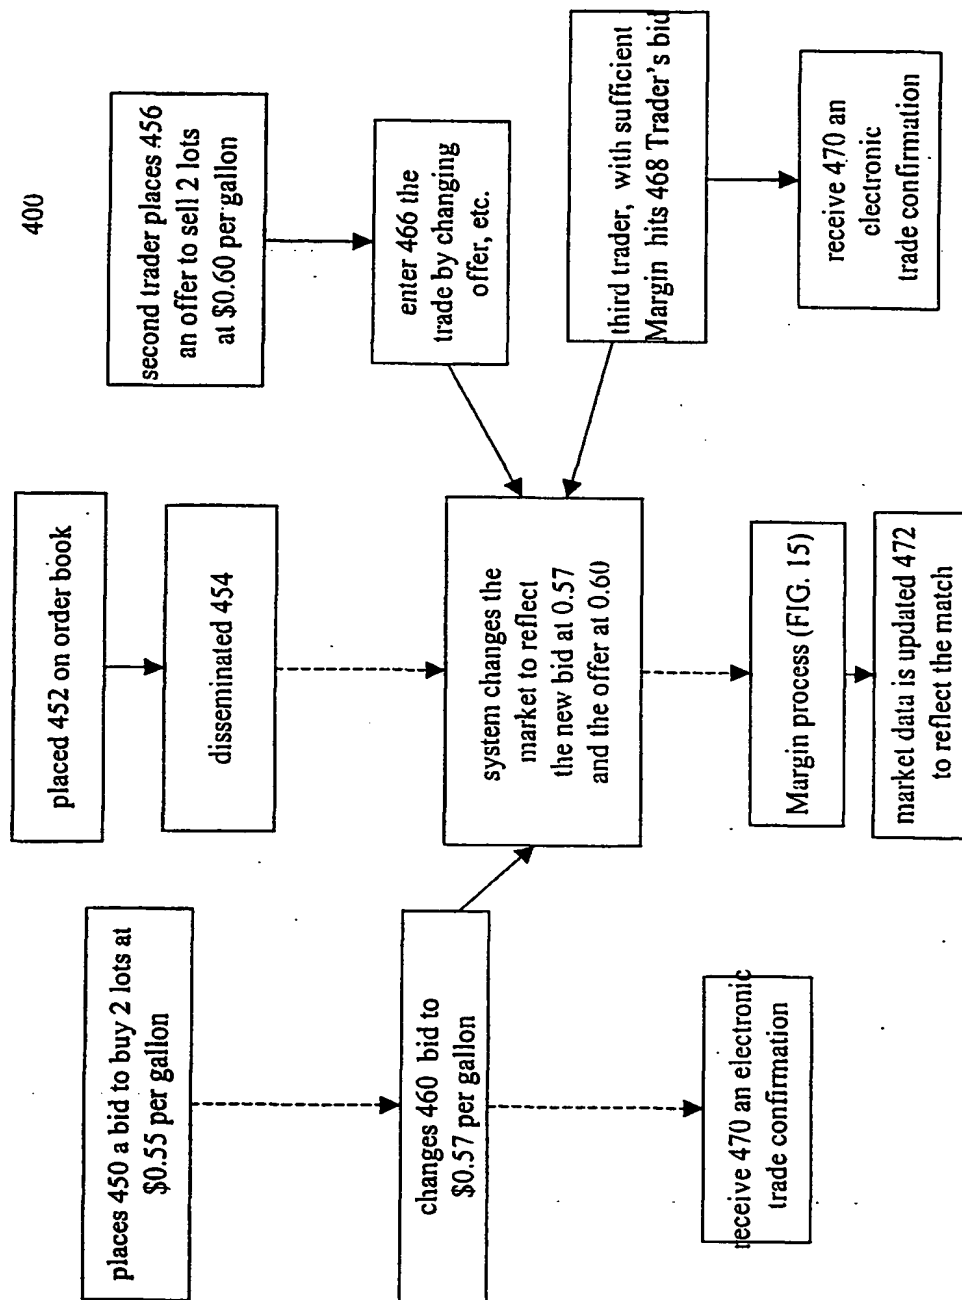 400
places 450 a bid to buy 2 lots at
$0.55 per gallon
changes 460 bid to
$0.57 per gallon
receive 470 an electronic
trade confirmation
placed 452 on order book
disseminated 454
system changes the
market to reflect
the new bid at 0.57
and the offer at 0.60
Margin process (FIG. 15)
market data is updated 472
to reflect the match
second trader places 456
an offer to sell 2 lots
at $0.60 per gallon
enter 466 the
trade by changing
offer, etc.
third trader, with sufficient
Margin hits 468 Trader's bid
receive 470 an
electronic
trade confirmation